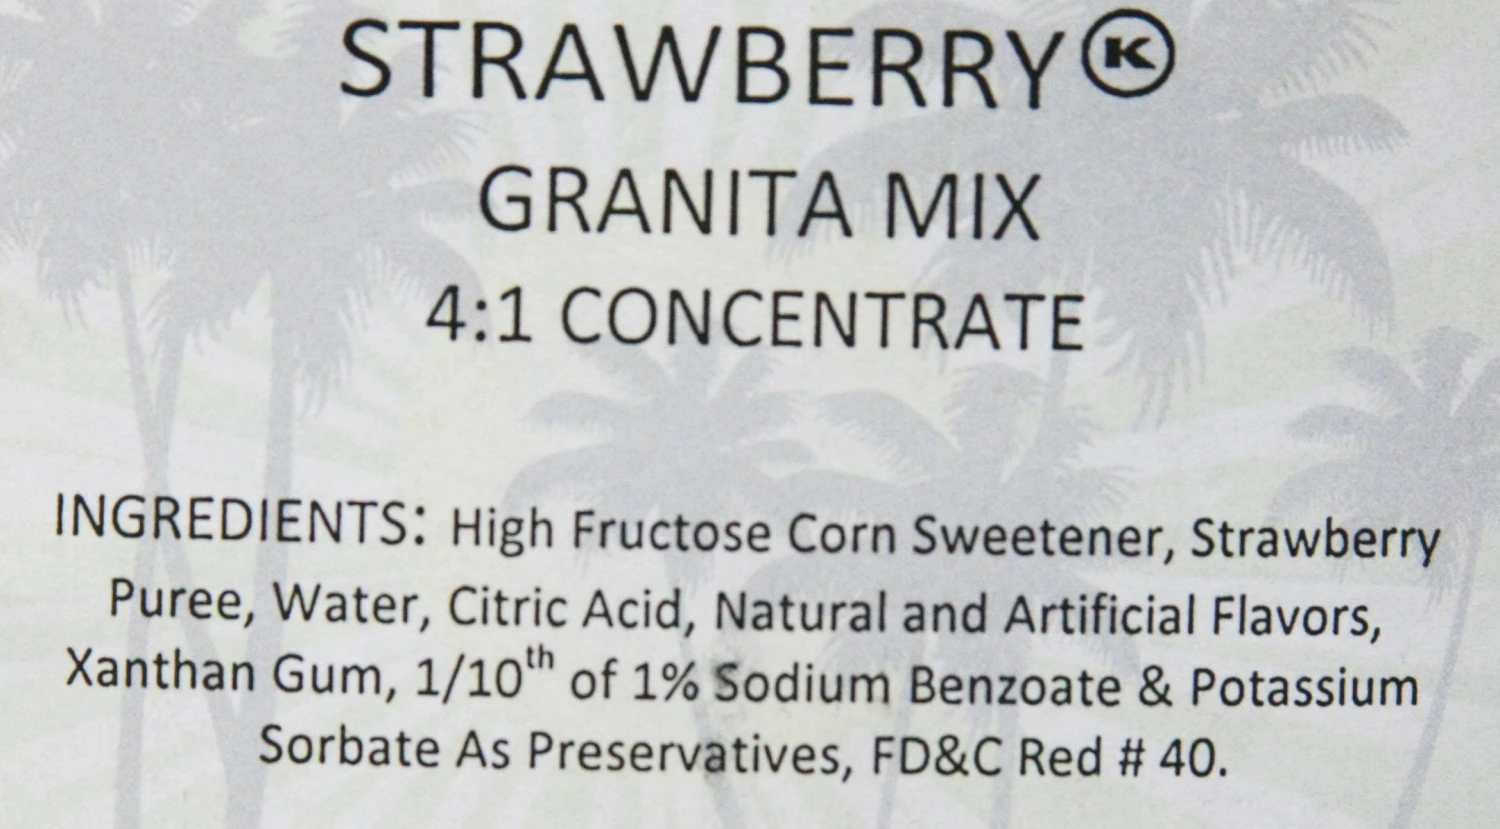 STRAWBERRY Ⓚ
GRANITA MIX
4:1 CONCENTRATE
INGREDIENTS: High Fructose Corn Sweetener, Strawberry
Puree, Water, Citric Acid, Natural and Artificial Flavors,
Xanthan Gum, 1/10th of 1% Sodium Benzoate & Potassium
Sorbate As Preservatives, FD&C Red # 40.